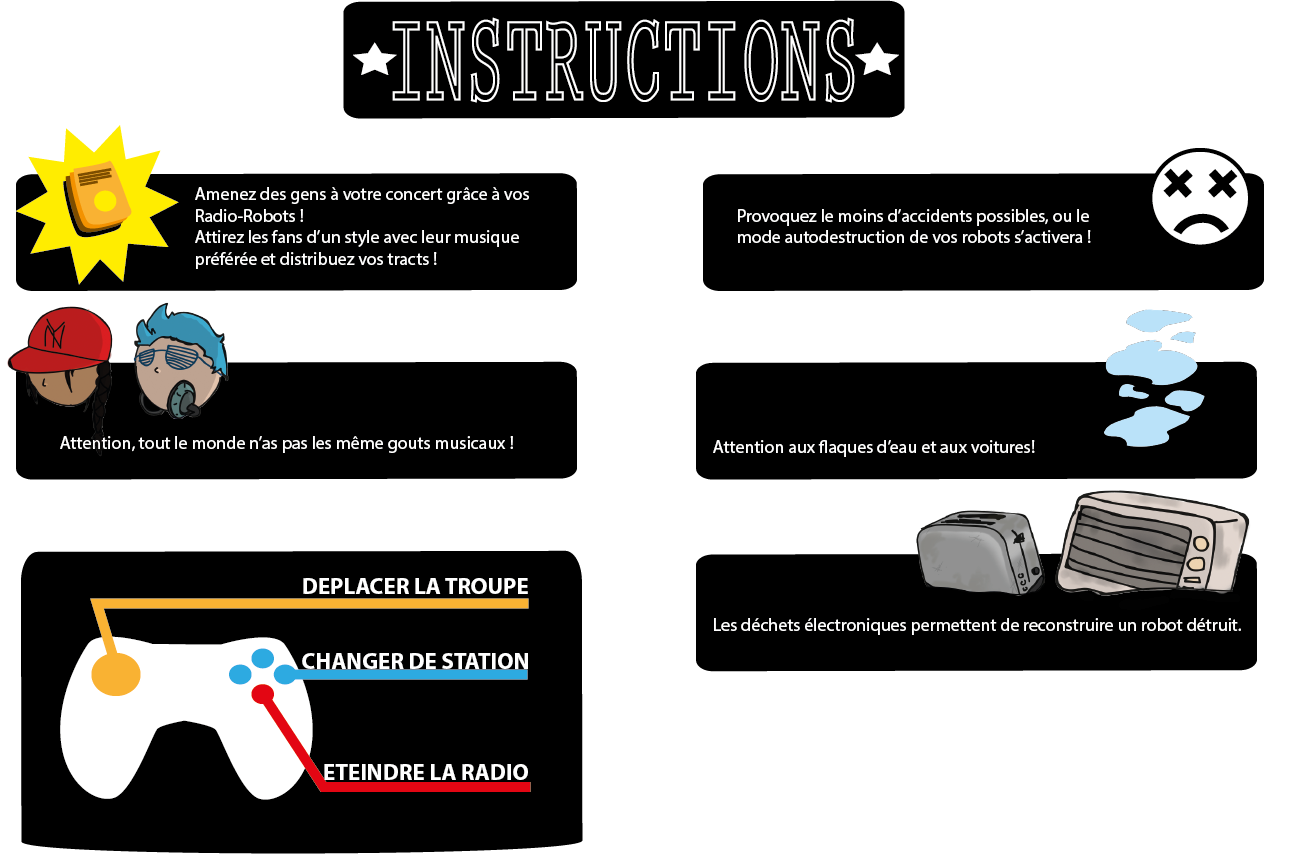 INSTRUCTIONS
Amenez des gens à votre concert grâce à vos
Radio-Robots !
Attirez les fans d'un style avec leur musique
préférée et distribuez vos tracts !
Provoquez le moins d'accidents possibles, ou le
mode autodestruction de vos robots s'activera !
NY
Attention, tout le monde n'as pas les même gouts musicaux !
Attention aux flaques d'eau et aux voitures!
DEPLACER LA TROUPE
CHANGER DE STATION
ETEINDRE LA RADIO
Les déchets électroniques permettent de reconstruire un robot détruit.